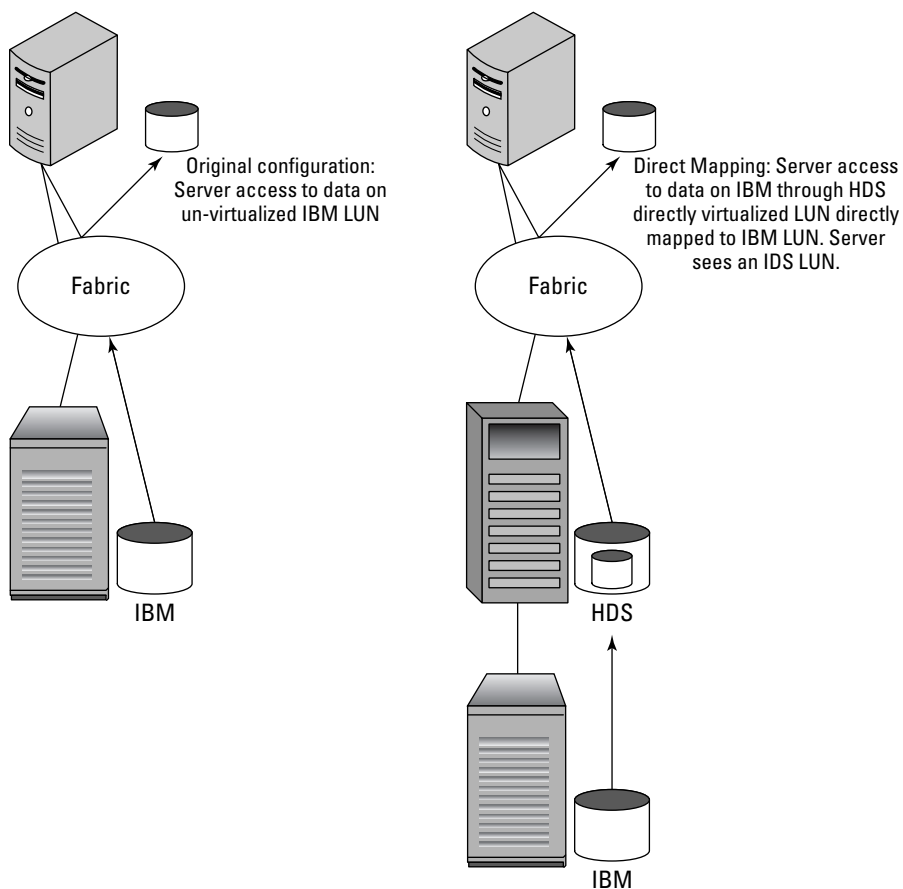 Original configuration:
Server access to data on
un-virtualized IBM LUN
Fabric
IBM
Direct Mapping: Server access
to data on IBM through HDS
directly virtualized LUN directly
mapped to IBM LUN. Server
sees an IDS LUN.
Fabric
HDS
IBM